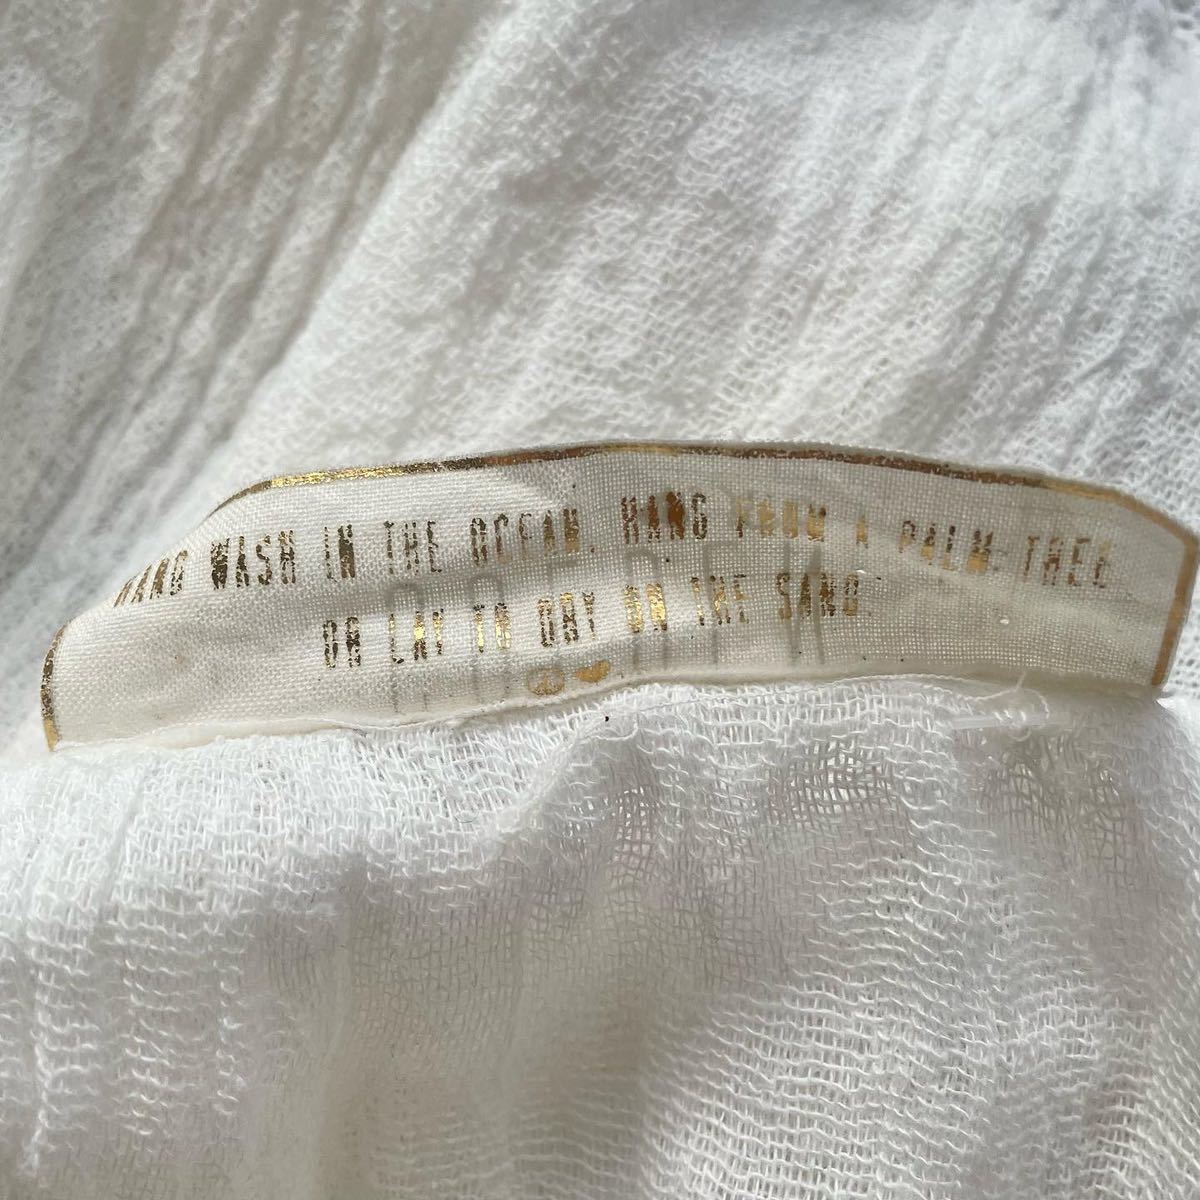 HAND WASH IN THE OCEAN, HANG FROM A PALM TREE
OR LAY TO DRY ON THE SAND